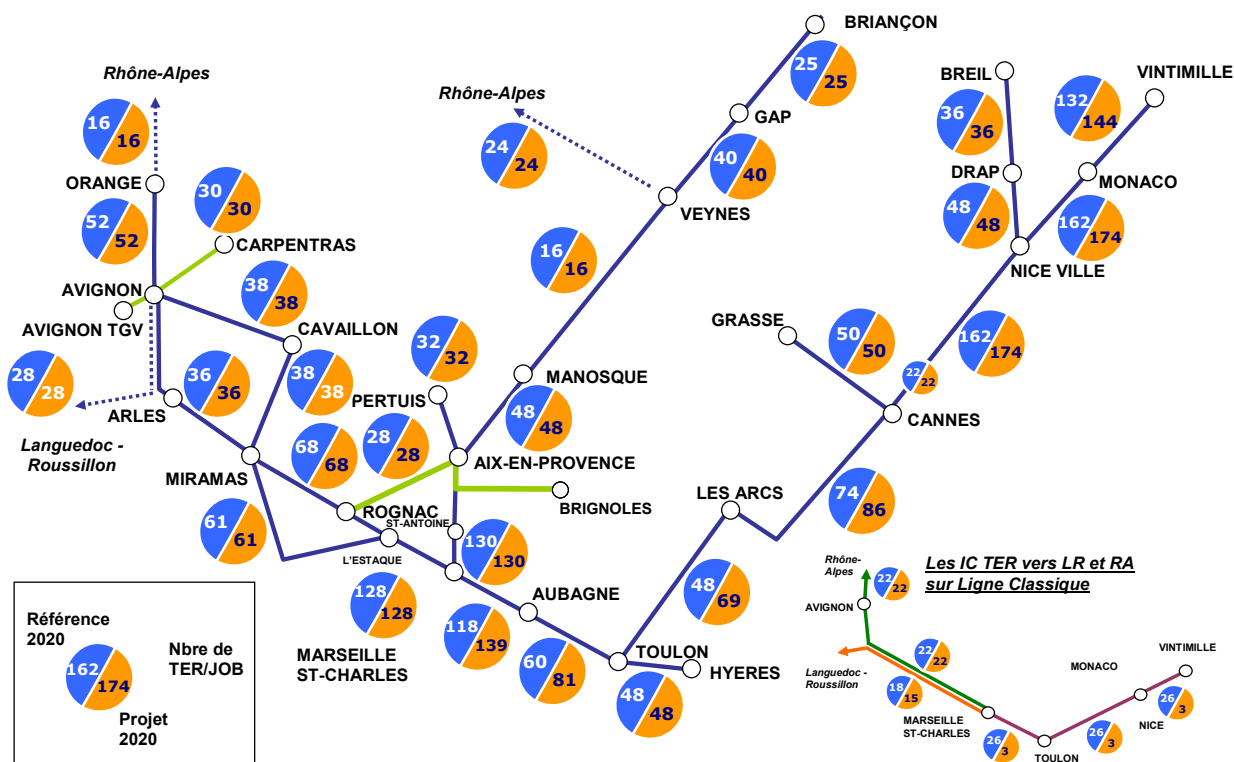 BRIANÇON
25
25
Rhône-Alpes
16
16
Rhône-Alpes
24
24
BREIL
36
36
VINTIMILLE
132
144
GAP
40
40
ORANGE
52
52
30
30
CARPENTRAS
VEYNES
DRAP
48
48
MONACO
162
174
NICE VILLE
16
16
AVIGNON
AVIGNON TGV
38
38
CAVAILLON
GRASSE
50
50
162
174
22
22
32
32
28
28
36
36
38
38
MANOSQUE
PERTUIS
ARLES
CANNES
48
48
Languedoc -
Roussillon
68
68
28
28
MIRAMAS
AIX-EN-PROVENCE
BRIGNOLES
LES ARCS
74
86
ROGNAC
ST-ANTOINE
61
61
L'ESTAQUE
130
130
128
128
AUBAGNE
48
69
118
139
MARSEILLE
ST-CHARLES
60
81
TOULON
HYERES
48
48
Référence
2020
Nbre de
TER/JOB
162
174
Projet
2020
Les IC TER vers LR et RA
sur Ligne Classique
Rhône-
Alpes
22
22
AVIGNON
22
22
Languedoc -
Roussillon
18
15
MARSEILLE
ST-CHARLES
26
3
TOULON
26
3
MONACO
VINTIMILLE
NICE
26
3